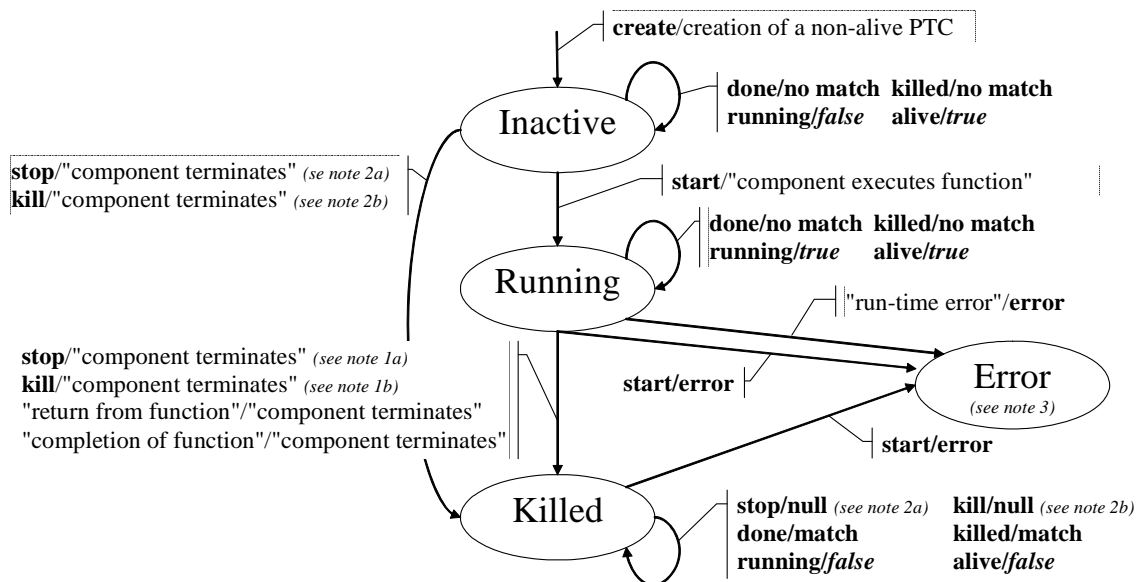 create/creation of a non-alive PTC
done/no match killed/no match
running/false alive/true
Inactive
stop/"component terminates" (se note 2a)
kill/"component terminates" (see note 2b)
start/"component executes function"
done/no match killed/no match
running/true alive/true
Running
"run-time error"/error
stop/"component terminates" (see note 1a)
kill/"component terminates" (see note 1b)
"return from function"/"component terminates"
"completion of function"/"component terminates"
start/error
Error
(see note 3)
start/error
Killed
stop/null (see note 2a) kill/null (see note 2b)
done/match killed/match
running/false alive/false